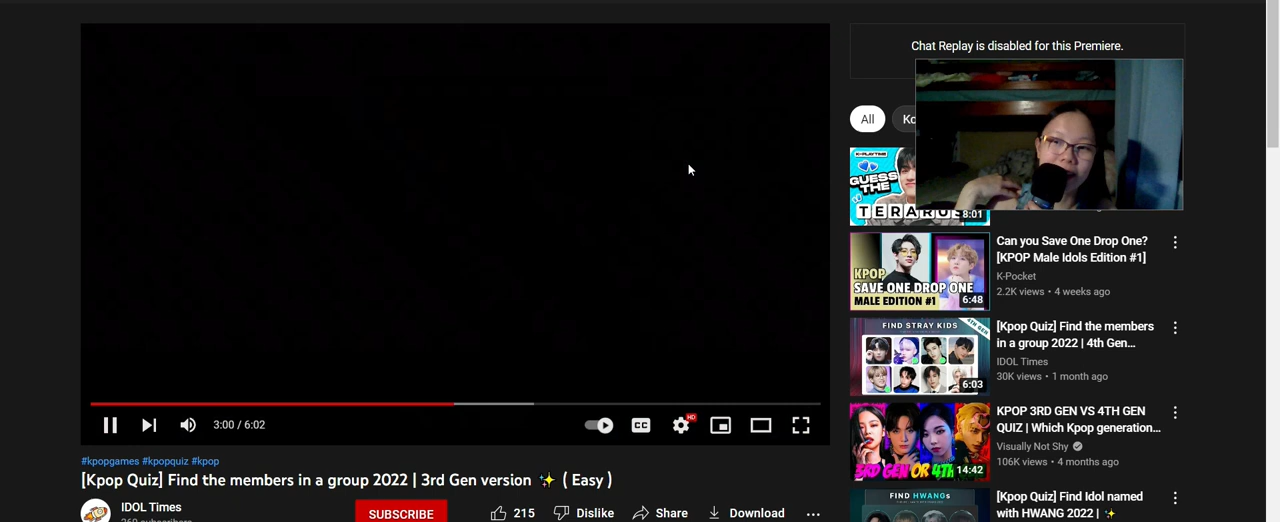 Chat Replay is disabled for this Premiere.
All
K-PLAYTIME
GUESS
THE
8:01
KPOP
SAVE ONE DROP ONE
MALE EDITION #1
6:48
Can you Save One Drop One?
[KPOP Male Idols Edition #1]
K-Pocket
2.2K views • 4 weeks ago
FIND STRAY KIDS
4TH GEN
6:03
[Kpop Quiz] Find the members
in a group 2022 | 4th Gen...
IDOL Times
30K views • 1 month ago
3RD GEN OR 4TH
14:42
KPOP 3RD GEN VS 4TH GEN
QUIZ | Which Kpop generation...
Visually Not Shy
106K views • 4 months ago
FIND HWANGs
[Kpop Quiz] Find Idol named
with HWANG 2022 | ✨
3:00 / 6:02
CC
HD
#kpopgames #kpopquiz #kpop
[Kpop Quiz] Find the members in a group 2022 | 3rd Gen version ✨ ( Easy )
IDOL Times
SUBSCRIBE
215
Dislike
Share
Download